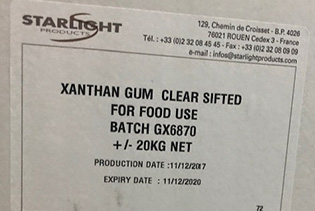 STARLIGHT
PRODUCTS
129, Chemin de Croisset - B.P. 4026
76021 ROUEN Cedex 3 - France
Tél. : +33 (0)2 32 08 45 45 - Fax : +33 (0)2 32 08 09 09
e-mail : infos@starlightproducts.com
XANTHAN GUM CLEAR SIFTED
FOR FOOD USE
BATCH GX6870
+/- 20KG NET
PRODUCTION DATE :11/12/2017
EXPIRY DATE : 11/12/2020
72